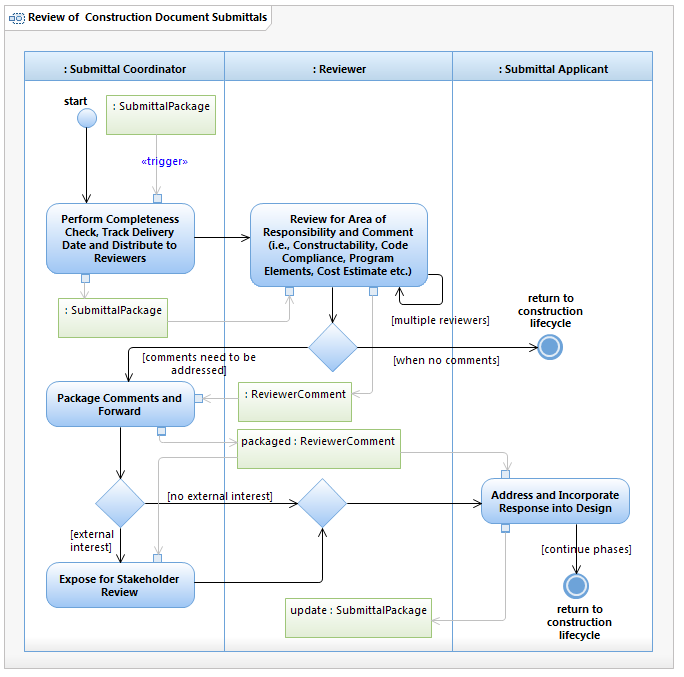 Review of Construction Document Submittals
: Submittal Coordinator
: Reviewer
: Submittal Applicant
start
: SubmittalPackage
«trigger»
Perform Completeness
Check, Track Delivery
Date and Distribute to
Reviewers
Review for Area of
Responsibility and Comment
(i.e., Constructability, Code
Compliance, Program
Elements, Cost Estimate etc.)
: SubmittalPackage
[multiple reviewers]
return to
construction
lifecycle
[comments need to be
addressed]
[when no comments]
Package Comments and
Forward
: ReviewerComment
packaged : ReviewerComment
[no external interest]
Address and Incorporate
Response into Design
[external
interest]
[continue phases]
Expose for Stakeholder
Review
update : SubmittalPackage
return to
construction
lifecycle